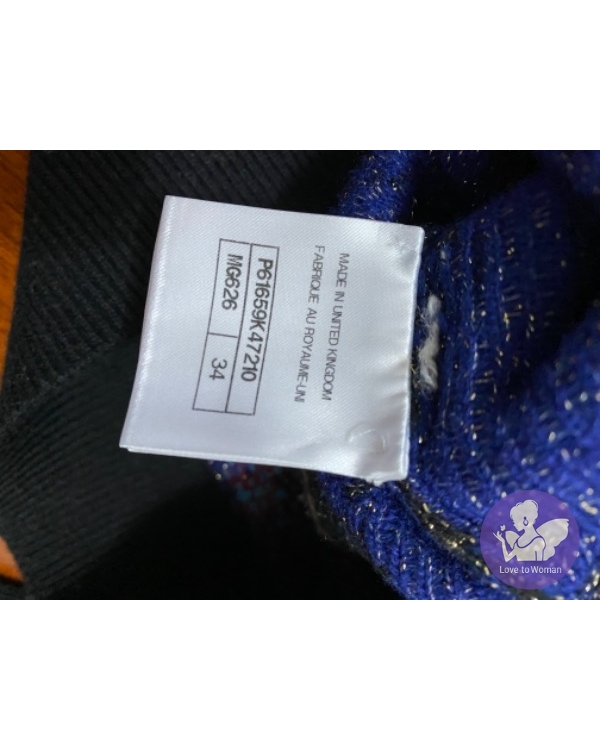 MADE IN UNITED KINGDOM
FABRIQUE AU ROYAUME-UNI
P61659K47210
MG626 34
Love to Woman